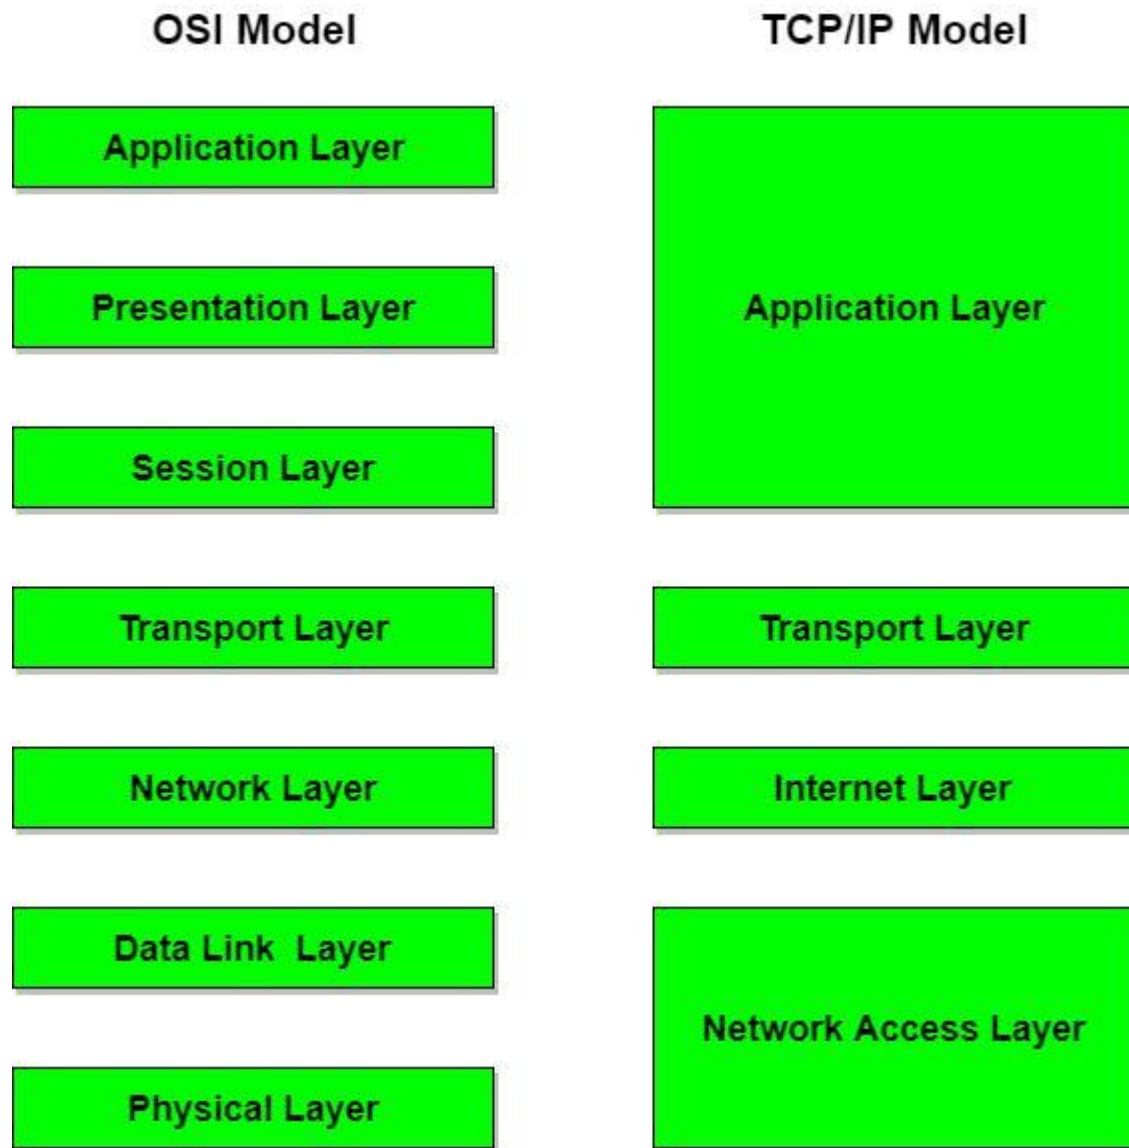 OSI Model
TCP/IP Model
Application Layer
Presentation Layer
Session Layer
Transport Layer
Network Layer
Data Link  Layer
Physical Layer
Application Layer
Transport Layer
Internet Layer
Network Access Layer